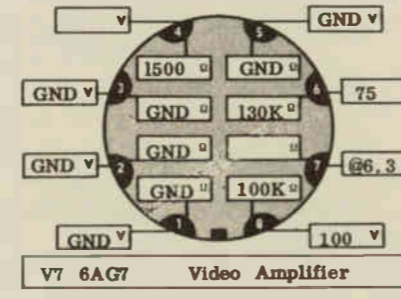 V GND V
4 5
1500 Ω GND Ω
GND V 3 6 75
GND Ω 130K Ω
GND Ω Ω
GND V 2 7 @6.3
GND Ω 100K Ω
GND V 1 8 100 V
V7 6AG7 Video Amplifier